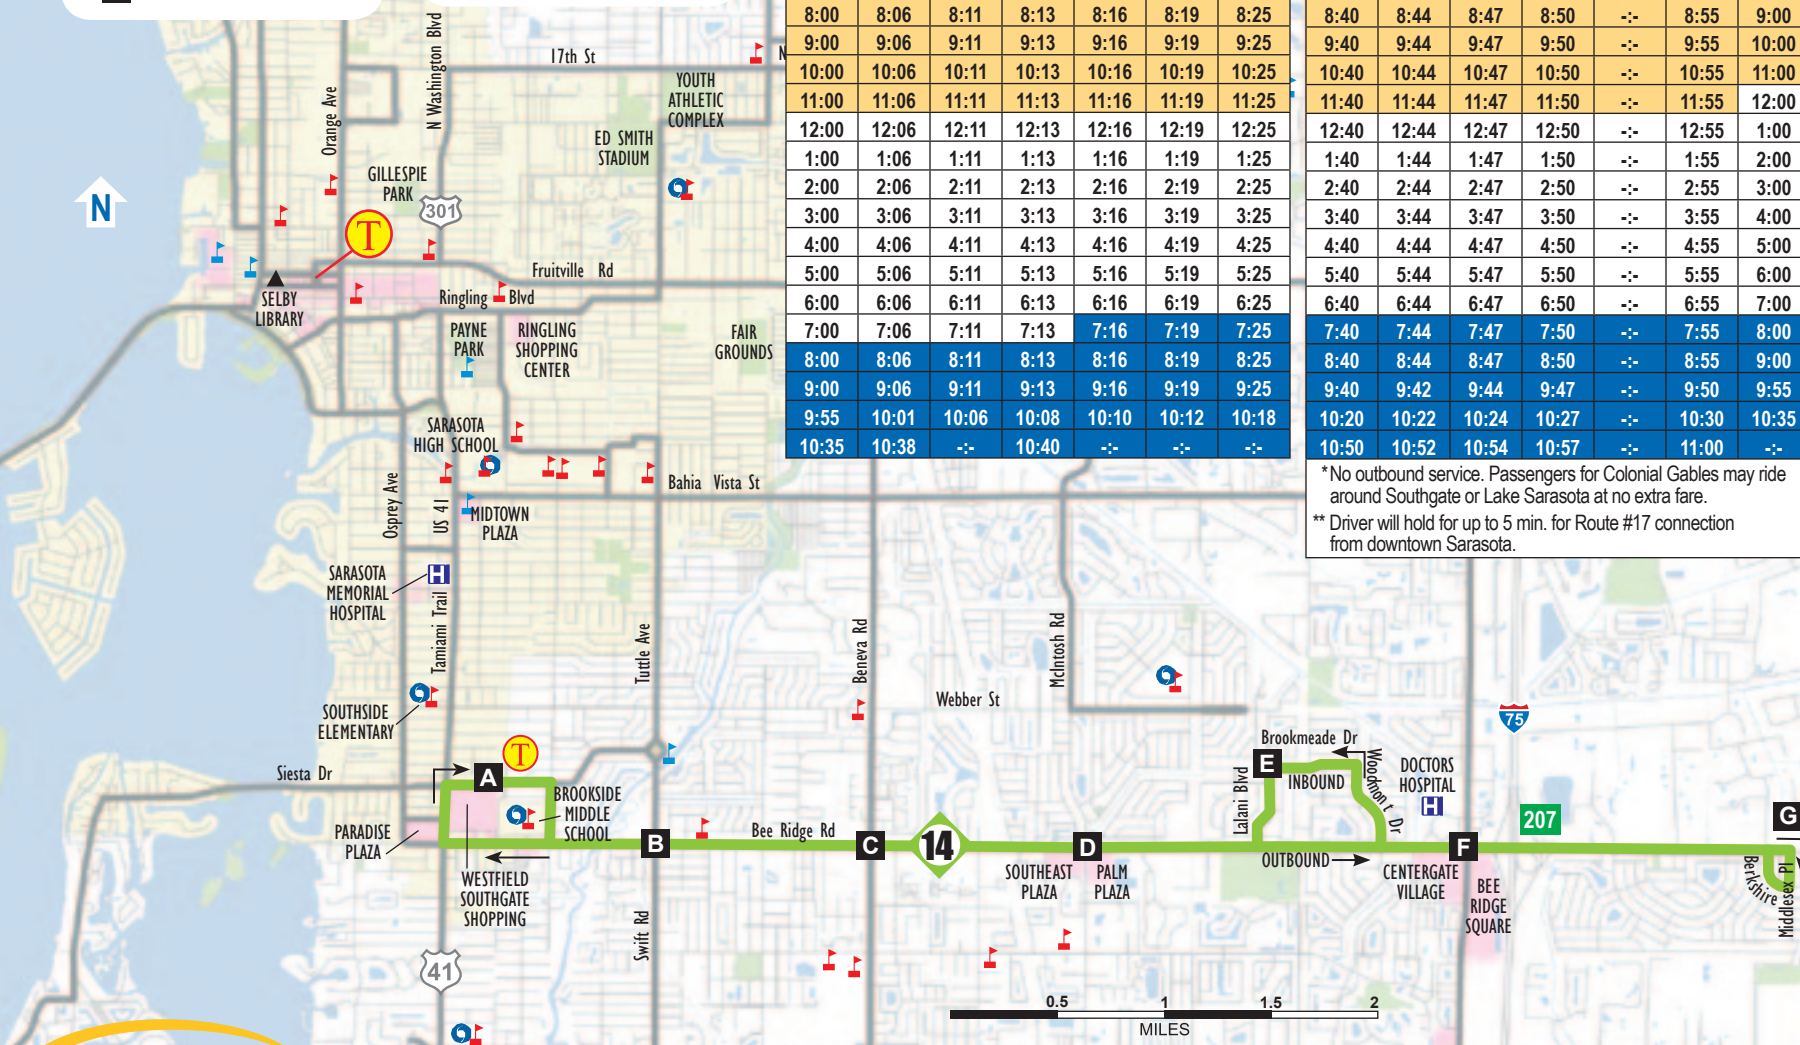 8:00 8:06 8:11 8:13 8:16 8:19 8:25
9:00 9:06 9:11 9:13 9:16 9:19 9:25
10:00 10:06 10:11 10:13 10:16 10:19 10:25
11:00 11:06 11:11 11:13 11:16 11:19 11:25
12:00 12:06 12:11 12:13 12:16 12:19 12:25
1:00 1:06 1:11 1:13 1:16 1:19 1:25
2:00 2:06 2:11 2:13 2:16 2:19 2:25
3:00 3:06 3:11 3:13 3:16 3:19 3:25
4:00 4:06 4:11 4:13 4:16 4:19 4:25
5:00 5:06 5:11 5:13 5:16 5:19 5:25
6:00 6:06 6:11 6:13 6:16 6:19 6:25
7:00 7:06 7:11 7:13 7:16 7:19 7:25
8:00 8:06 8:11 8:13 8:16 8:19 8:25
9:00 9:06 9:11 9:13 9:16 9:19 9:25
9:55 10:01 10:06 10:08 10:10 10:12 10:18
10:35 10:38 -:- 10:40 -:- -:- -:-
8:40 8:44 8:47 8:50 -:- 8:55 9:00
9:40 9:44 9:47 9:50 -:- 9:55 10:00
10:40 10:44 10:47 10:50 -:- 10:55 11:00
11:40 11:44 11:47 11:50 -:- 11:55 12:00
12:40 12:44 12:47 12:50 -:- 12:55 1:00
1:40 1:44 1:47 1:50 -:- 1:55 2:00
2:40 2:44 2:47 2:50 -:- 2:55 3:00
3:40 3:44 3:47 3:50 -:- 3:55 4:00
4:40 4:44 4:47 4:50 -:- 4:55 5:00
5:40 5:44 5:47 5:50 -:- 5:55 6:00
6:40 6:44 6:47 6:50 -:- 6:55 7:00
7:40 7:44 7:47 7:50 -:- 7:55 8:00
8:40 8:44 8:47 8:50 -:- 8:55 9:00
9:40 9:42 9:44 9:47 -:- 9:50 9:55
10:20 10:22 10:24 10:27 -:- 10:30 10:35
10:50 10:52 10:54 10:57 -:- 11:00 -:-
*No outbound service. Passengers for Colonial Gables may ride
around Southgate or Lake Sarasota at no extra fare.
** Driver will hold for up to 5 min. for Route #17 connection
from downtown Sarasota.
N Washington Blvd
17th St
N
YOUTH
ATHLETIC
COMPLEX
Orange Ave
ED SMITH
STADIUM
GILLESPIE
PARK
N
301
T
Fruitville Rd
Ringling Blvd
SELBY
LIBRARY
PAYNE
PARK
RINGLING
SHOPPING
CENTER
FAIR
GROUNDS
SARASOTA
HIGH SCHOOL
Bahia Vista St
Osprey Ave
US 41
MIDTOWN
PLAZA
SARASOTA
MEMORIAL
HOSPITAL
H
Tamiami Trail
Tuttle Ave
Beneva Rd
McIntosh Rd
Webber St
SOUTHSIDE
ELEMENTARY
75
Siesta Dr
A
T
BROOKSIDE
MIDDLE
SCHOOL
PARADISE
PLAZA
WESTFIELD
SOUTHGATE
SHOPPING
B
Bee Ridge Rd
C
14
D
SOUTHEAST
PLAZA
PALM
PLAZA
Brookmeade Dr
E
INBOUND
Lalani Blvd
Woodmont Dr
OUTBOUND
DOCTORS
HOSPITAL
H
F
207
G
CENTERGATE
VILLAGE
BEE
RIDGE
SQUARE
Berkshire
Middlesex Pl
Swift Rd
41
0.5 1 1.5 2
MILES